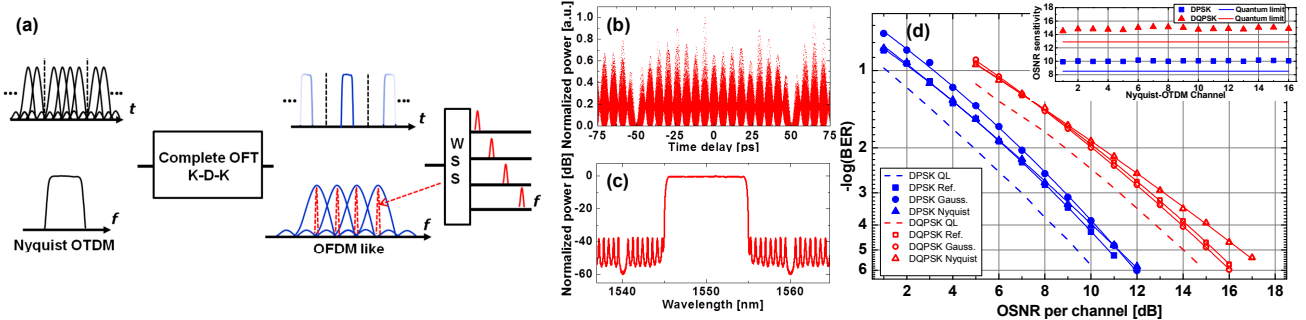 (a)
••• •••
t
f
Nyquist OTDM
Complete OFT
K-D-K
••• •••
t
f
OFDM like
W
S
S
f
(b)
Normalized power [a.u.]
1.0
0.8
0.6
0.4
0.2
0.0
-75 -50 -25 0 25 50 75
Time delay [ps]
(c)
Normalized power [dB]
0
-20
-40
-60
1540 1550 1560
Wavelength [nm]
(d)
-log(BER)
1
2
3
4
5
6
2 4 6 8 10 12 14 16 18
OSNR per channel [dB]
DPSK QL
DPSK Ref.
DPSK Gauss.
DPSK Nyquist
DQPSK QL
DQPSK Ref.
DQPSK Gauss.
DQPSK Nyquist
DPSK Quantum limit
DQPSK Quantum limit
OSNR sensitivity
18
16
14
12
10
8
2 4 6 8 10 12 14 16
Nyquist-OTDM Channel